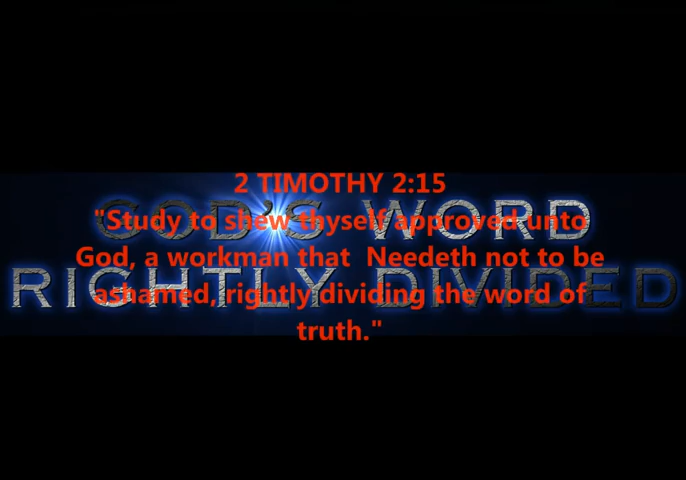 2 TIMOTHY 2:15
"Study to shew thyself approved unto
God, a workman that Needeth not to be
ashamed, rightly dividing the word of
truth."
GOD'S WORD
RIGHTLY DIVIDED